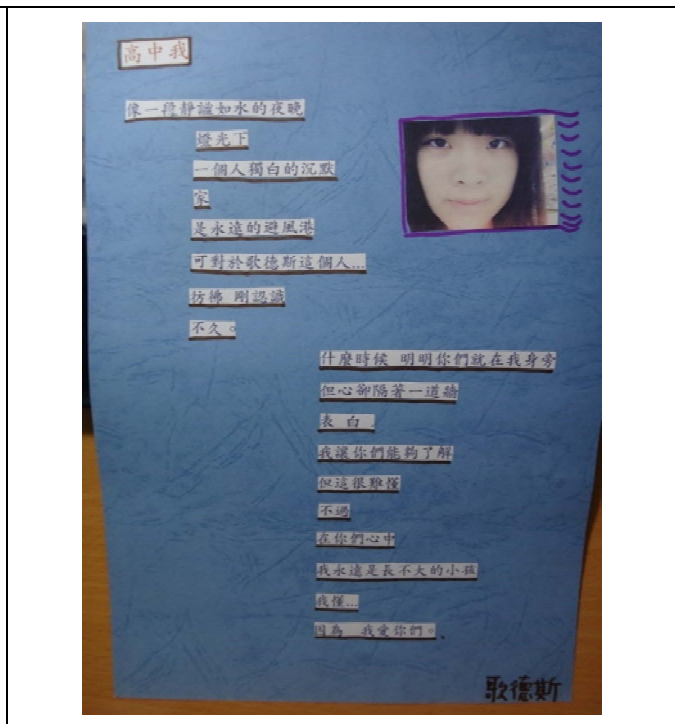 高中我
像一段靜謐如水的夜晚
燈光下
一個人獨白的沉默
家
是永遠的避風港
可對於歌德斯這個人...
彷彿 剛認識
不久。
什麼時候 明明你們就在我身旁
但心卻隔著一道牆
表 白 .
我讓你們能夠了解
但這很難懂
不過
在你們心中
我永遠是長不大的小孩
我懂...
因為 我愛你們。.
歌德斯